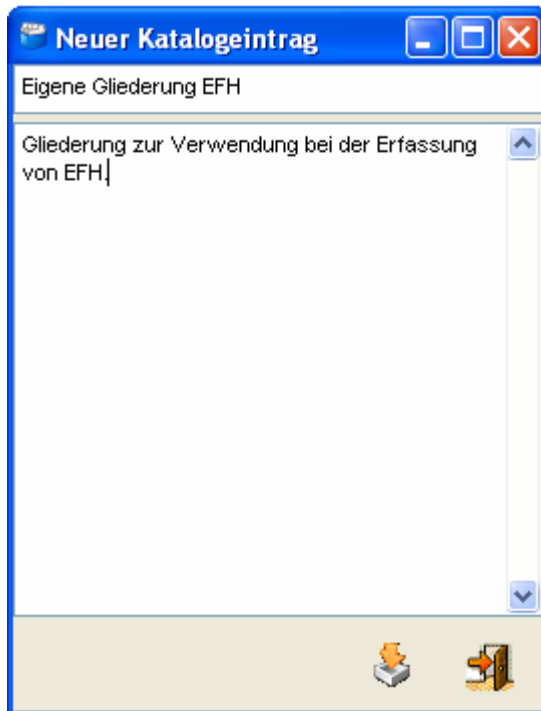 Neuer Katalogeintrag
Eigene Gliederung EFH
Gliederung zur Verwendung bei der Erfassung
von EFH.